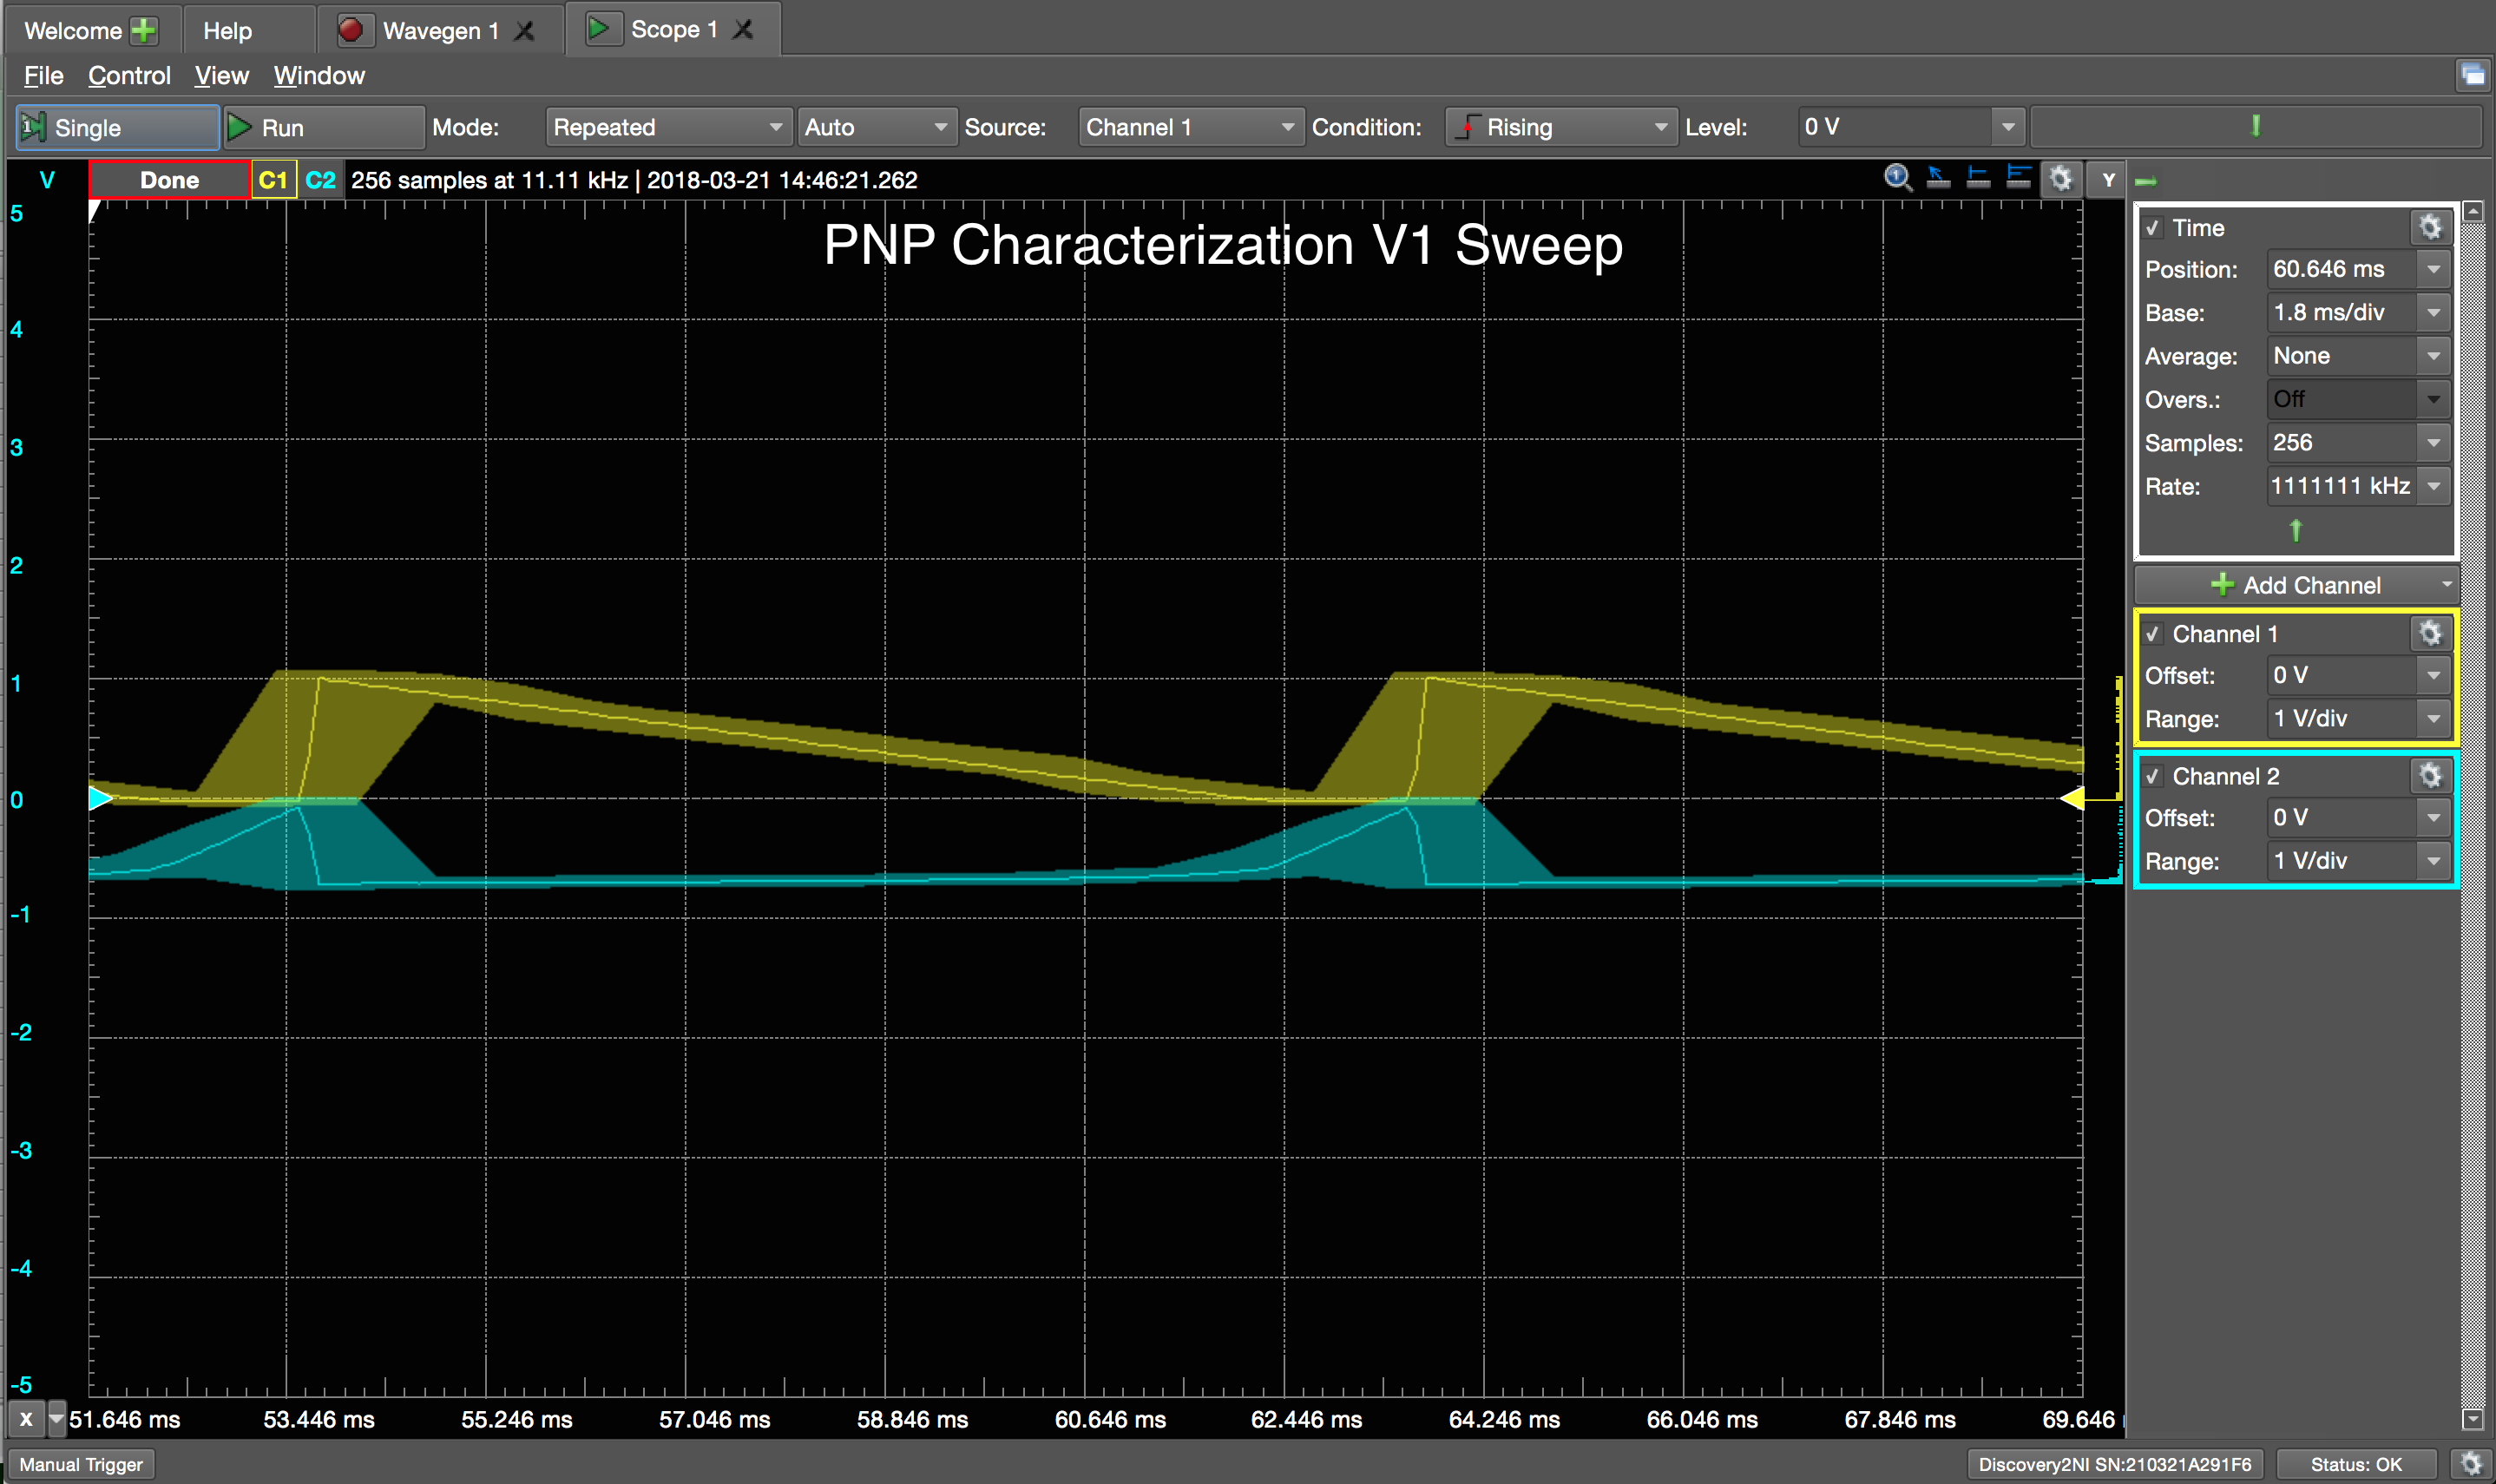 Welcome Help Wavegen 1 Scope 1
File Control View Window
Single Run Mode: Repeated Auto Source: Channel 1 Condition: Rising Level: 0 V
V Done C1 C2 256 samples at 11.11 kHz | 2018-03-21 14:46:21.262 Y
PNP Characterization V1 Sweep
5
4
3
2
1
0
-1
-2
-3
-4
-5
X 51.646 ms 53.446 ms 55.246 ms 57.046 ms 58.846 ms 60.646 ms 62.446 ms 64.246 ms 66.046 ms 67.846 ms 69.646
Time
Position: 60.646 ms
Base: 1.8 ms/div
Average: None
Overs.: Off
Samples: 256
Rate: 1111111 kHz
Add Channel
Channel 1
Offset: 0 V
Range: 1 V/div
Channel 2
Offset: 0 V
Range: 1 V/div
Manual Trigger Discovery2NI SN:210321A291F6 Status: OK